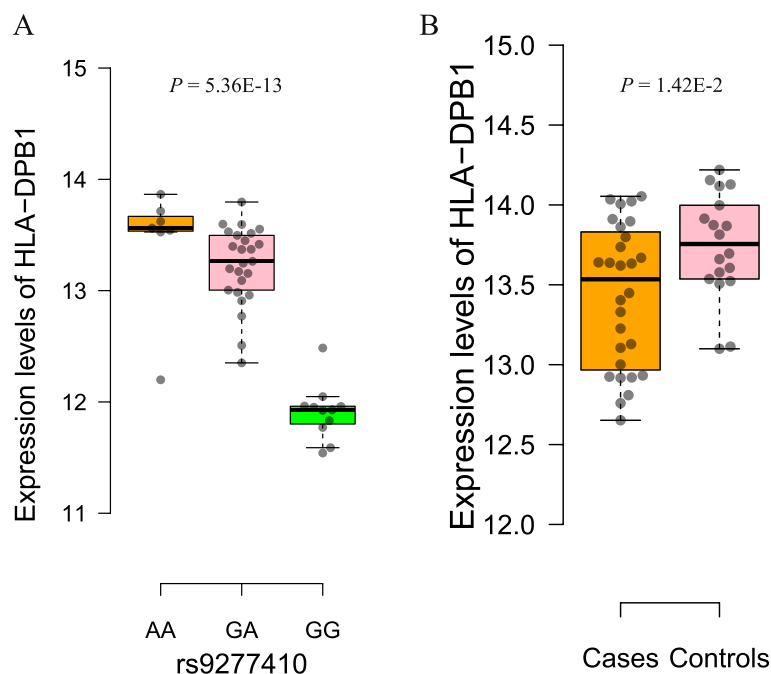 A
P = 5.36E-13
Expression levels of HLA−DPB1
15
14
13
12
11
AA GA GG
rs9277410
B
P = 1.42E-2
Expression levels of HLA−DPB1
15.0
14.5
14.0
13.5
13.0
12.5
12.0
Cases Controls